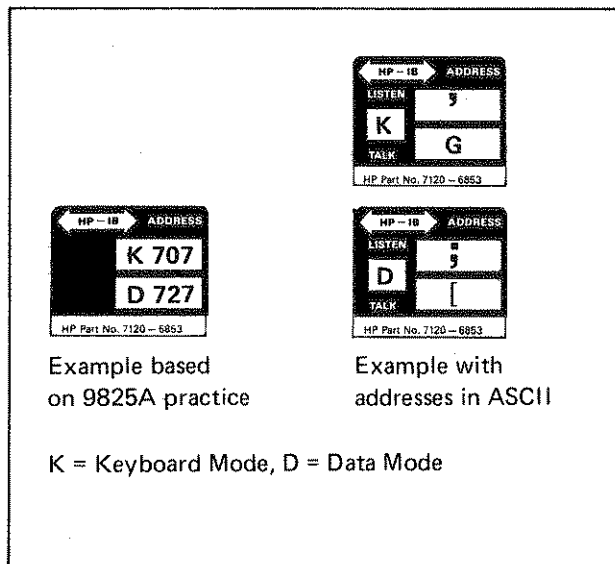 HP – IB ADDRESS
LISTEN '
K
G
TALK
HP Part No. 7120 – 6853
HP – IB ADDRESS
K 707
D 727
HP Part No. 7120 – 6853
HP – IB ADDRESS
LISTEN ;
D
[
TALK
HP Part No. 7120 – 6853
Example based
on 9825A practice
Example with
addresses in ASCII
K = Keyboard Mode, D = Data Mode